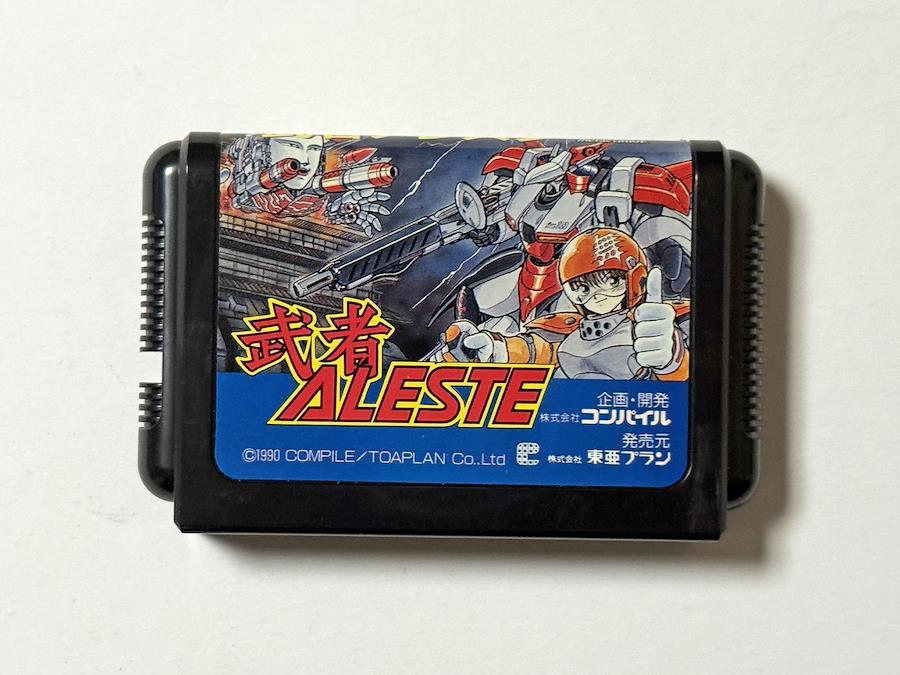 武者
ALESTE
企画・開発
株式会社 コンパイル
発売元
株式会社 東亜プラン
©1990 COMPILE/TOAPLAN Co.,Ltd